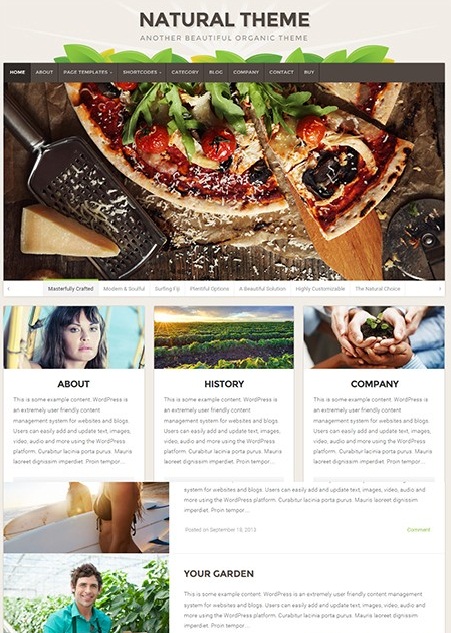 NATURAL THEME
ANOTHER BEAUTIFUL ORGANIC THEME
HOME ABOUT PAGE TEMPLATES SHORTCODES CATEGORY BLOG COMPANY CONTACT BUY
Masterfully Crafted Modern & Soulful Surfing Fiji Plentiful Options A Beautiful Solution Highly Customizable The Natural Choice
ABOUT
This is some example content. WordPress is
an extremely user friendly content
management system for websites and blogs.
Users can easily add and update text, images,
video, audio and more using the WordPress
platform. Curabitur lacinia porta purus. Mauris
laoreet dignissim imperdiet. Proin tempor...
HISTORY
This is some example content. WordPress is
an extremely user friendly content
management system for websites and blogs.
Users can easily add and update text, images,
video, audio and more using the WordPress
platform. Curabitur lacinia porta purus. Mauris
laoreet dignissim imperdiet. Proin tempor...
COMPANY
This is some example content. WordPress is
an extremely user friendly content
management system for websites and blogs.
Users can easily add and update text, images,
video, audio and more using the WordPress
platform. Curabitur lacinia porta purus. Mauris
laoreet dignissim imperdiet. Proin tempor...
system for websites and blogs. Users can easily add and update text, images, video, audio and
more using the WordPress platform. Curabitur lacinia porta purus. Mauris laoreet dignissim
imperdiet. Proin tempor...
Posted on September 18, 2013 Comment
YOUR GARDEN
This is some example content. WordPress is an extremely user friendly content management
system for websites and blogs. Users can easily add and update text, images, video, audio and
more using the WordPress platform. Curabitur lacinia porta purus. Mauris laoreet dignissim
imperdiet. Proin tempor...